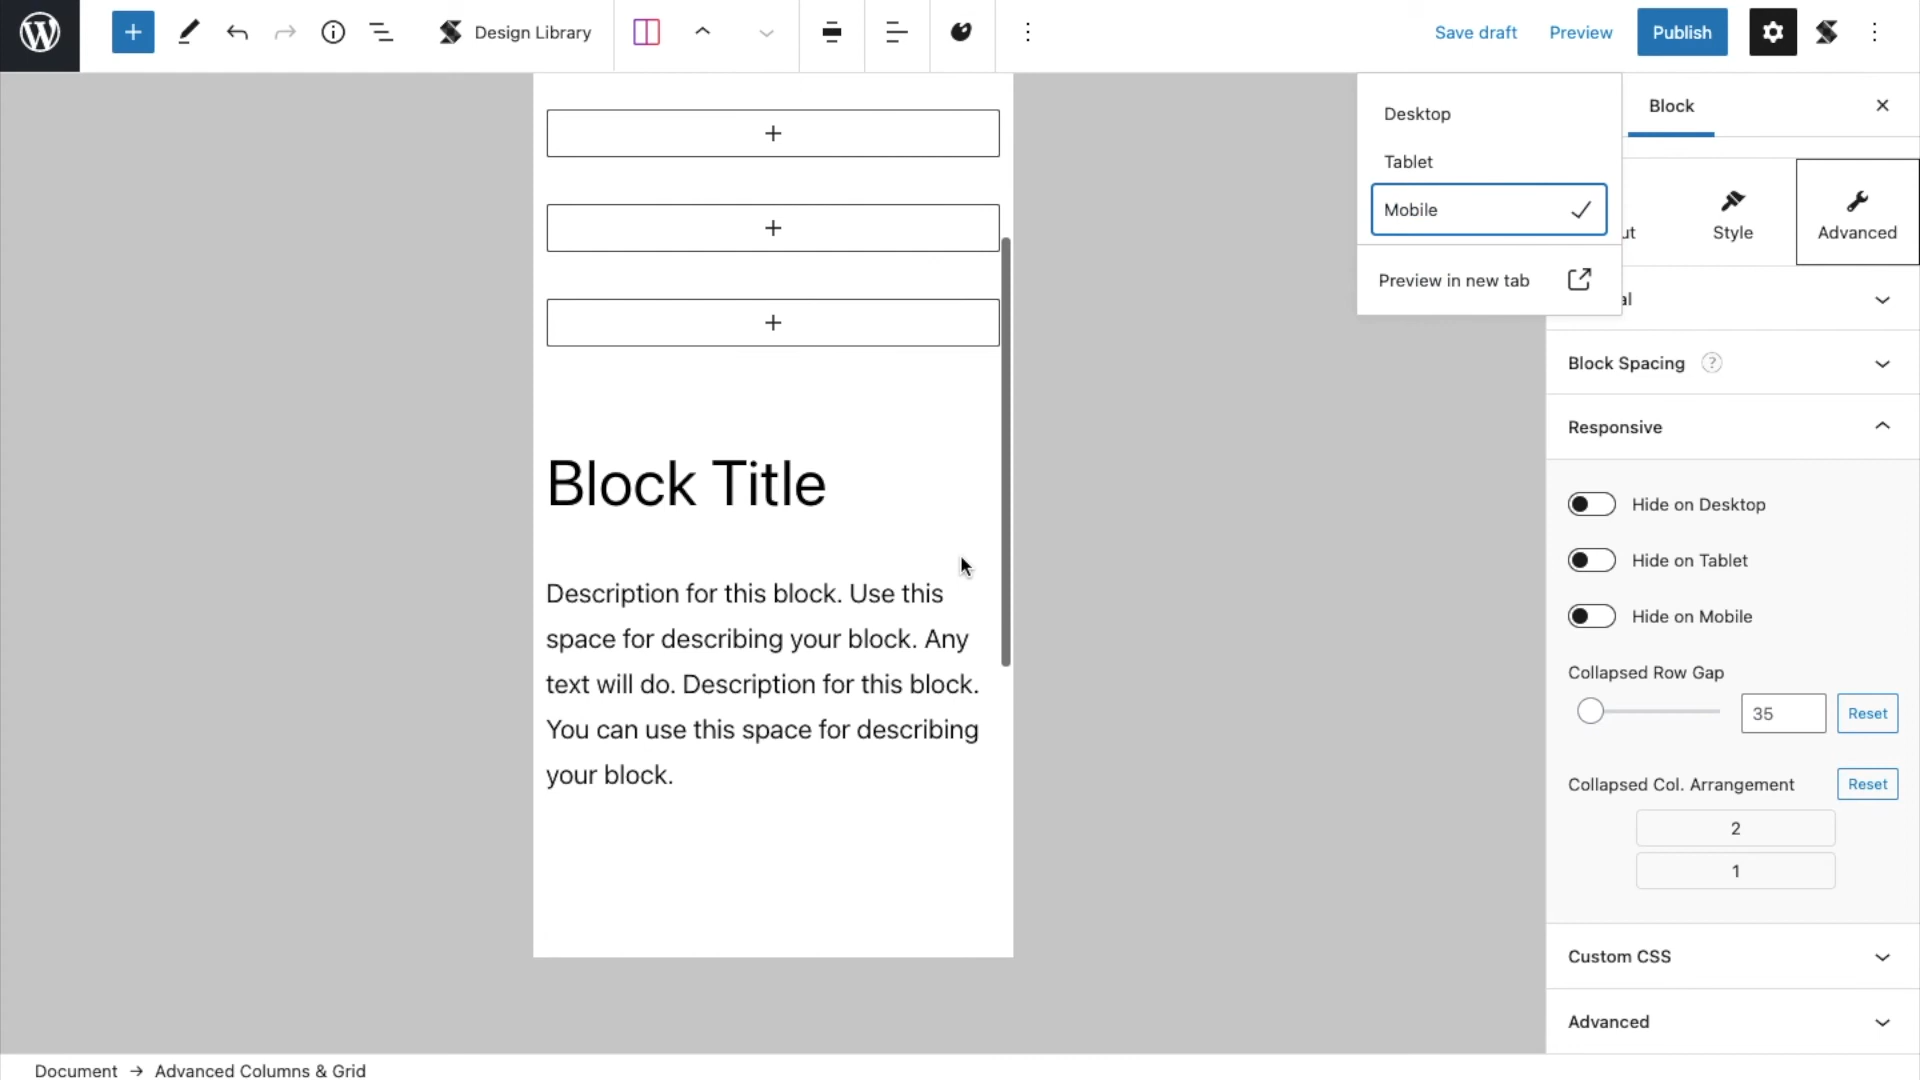 Design Library
Save draft
Preview
Publish
Desktop
Tablet
Mobile
Preview in new tab
Block
ut
Style
Advanced
al
Block Spacing ?
Responsive
Hide on Desktop
Hide on Tablet
Hide on Mobile
Collapsed Row Gap
35
Reset
Collapsed Col. Arrangement
Reset
2
1
Custom CSS
Advanced
Block Title
Description for this block. Use this
space for describing your block. Any
text will do. Description for this block.
You can use this space for describing
your block.
Document → Advanced Columns & Grid